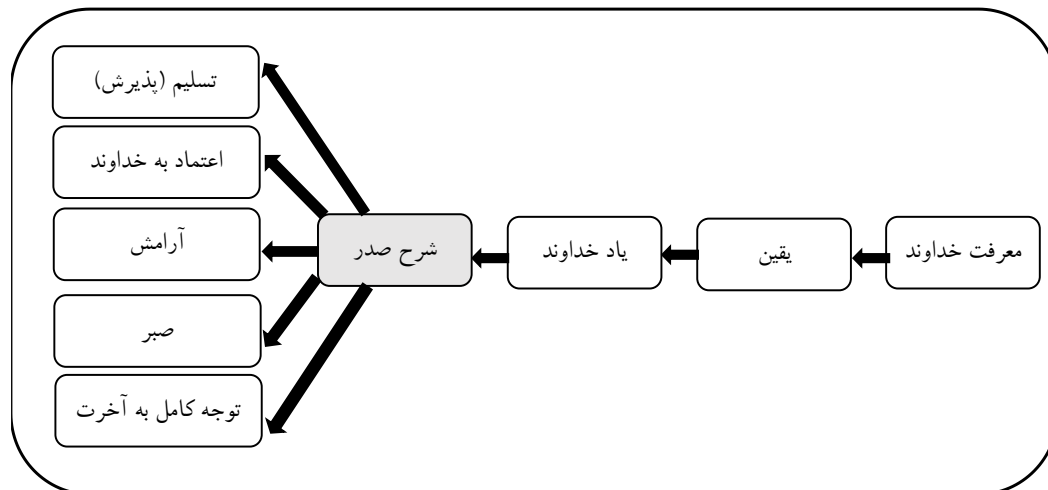 معرفت خداوند
یقین
یاد خداوند
شرح صدر
تسلیم (پذیرش)
اعتماد به خداوند
آرامش
صبر
توجه کامل به آخرت